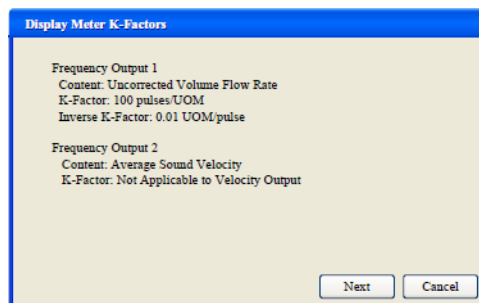 Display Meter K-Factors
Frequency Output 1
Content: Uncorrected Volume Flow Rate
K-Factor: 100 pulses/UOM
Inverse K-Factor: 0.01 UOM/pulse
Frequency Output 2
Content: Average Sound Velocity
K-Factor: Not Applicable to Velocity Output
Next Cancel